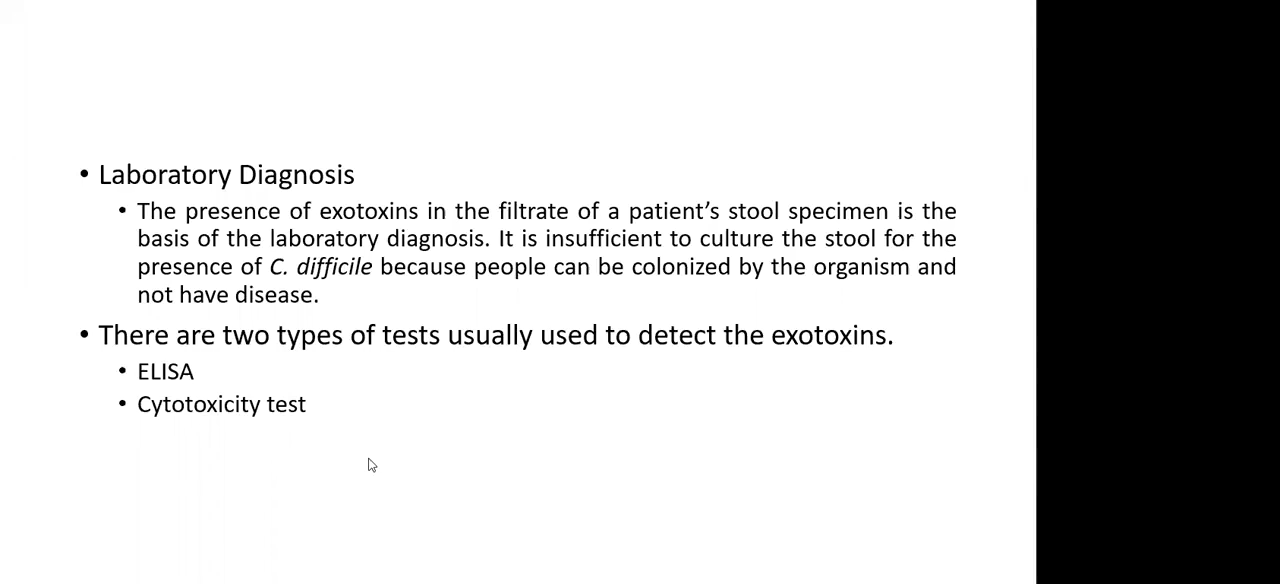 • Laboratory Diagnosis
• The presence of exotoxins in the filtrate of a patient’s stool specimen is the
basis of the laboratory diagnosis. It is insufficient to culture the stool for the
presence of C. difficile because people can be colonized by the organism and
not have disease.
• There are two types of tests usually used to detect the exotoxins.
• ELISA
• Cytotoxicity test